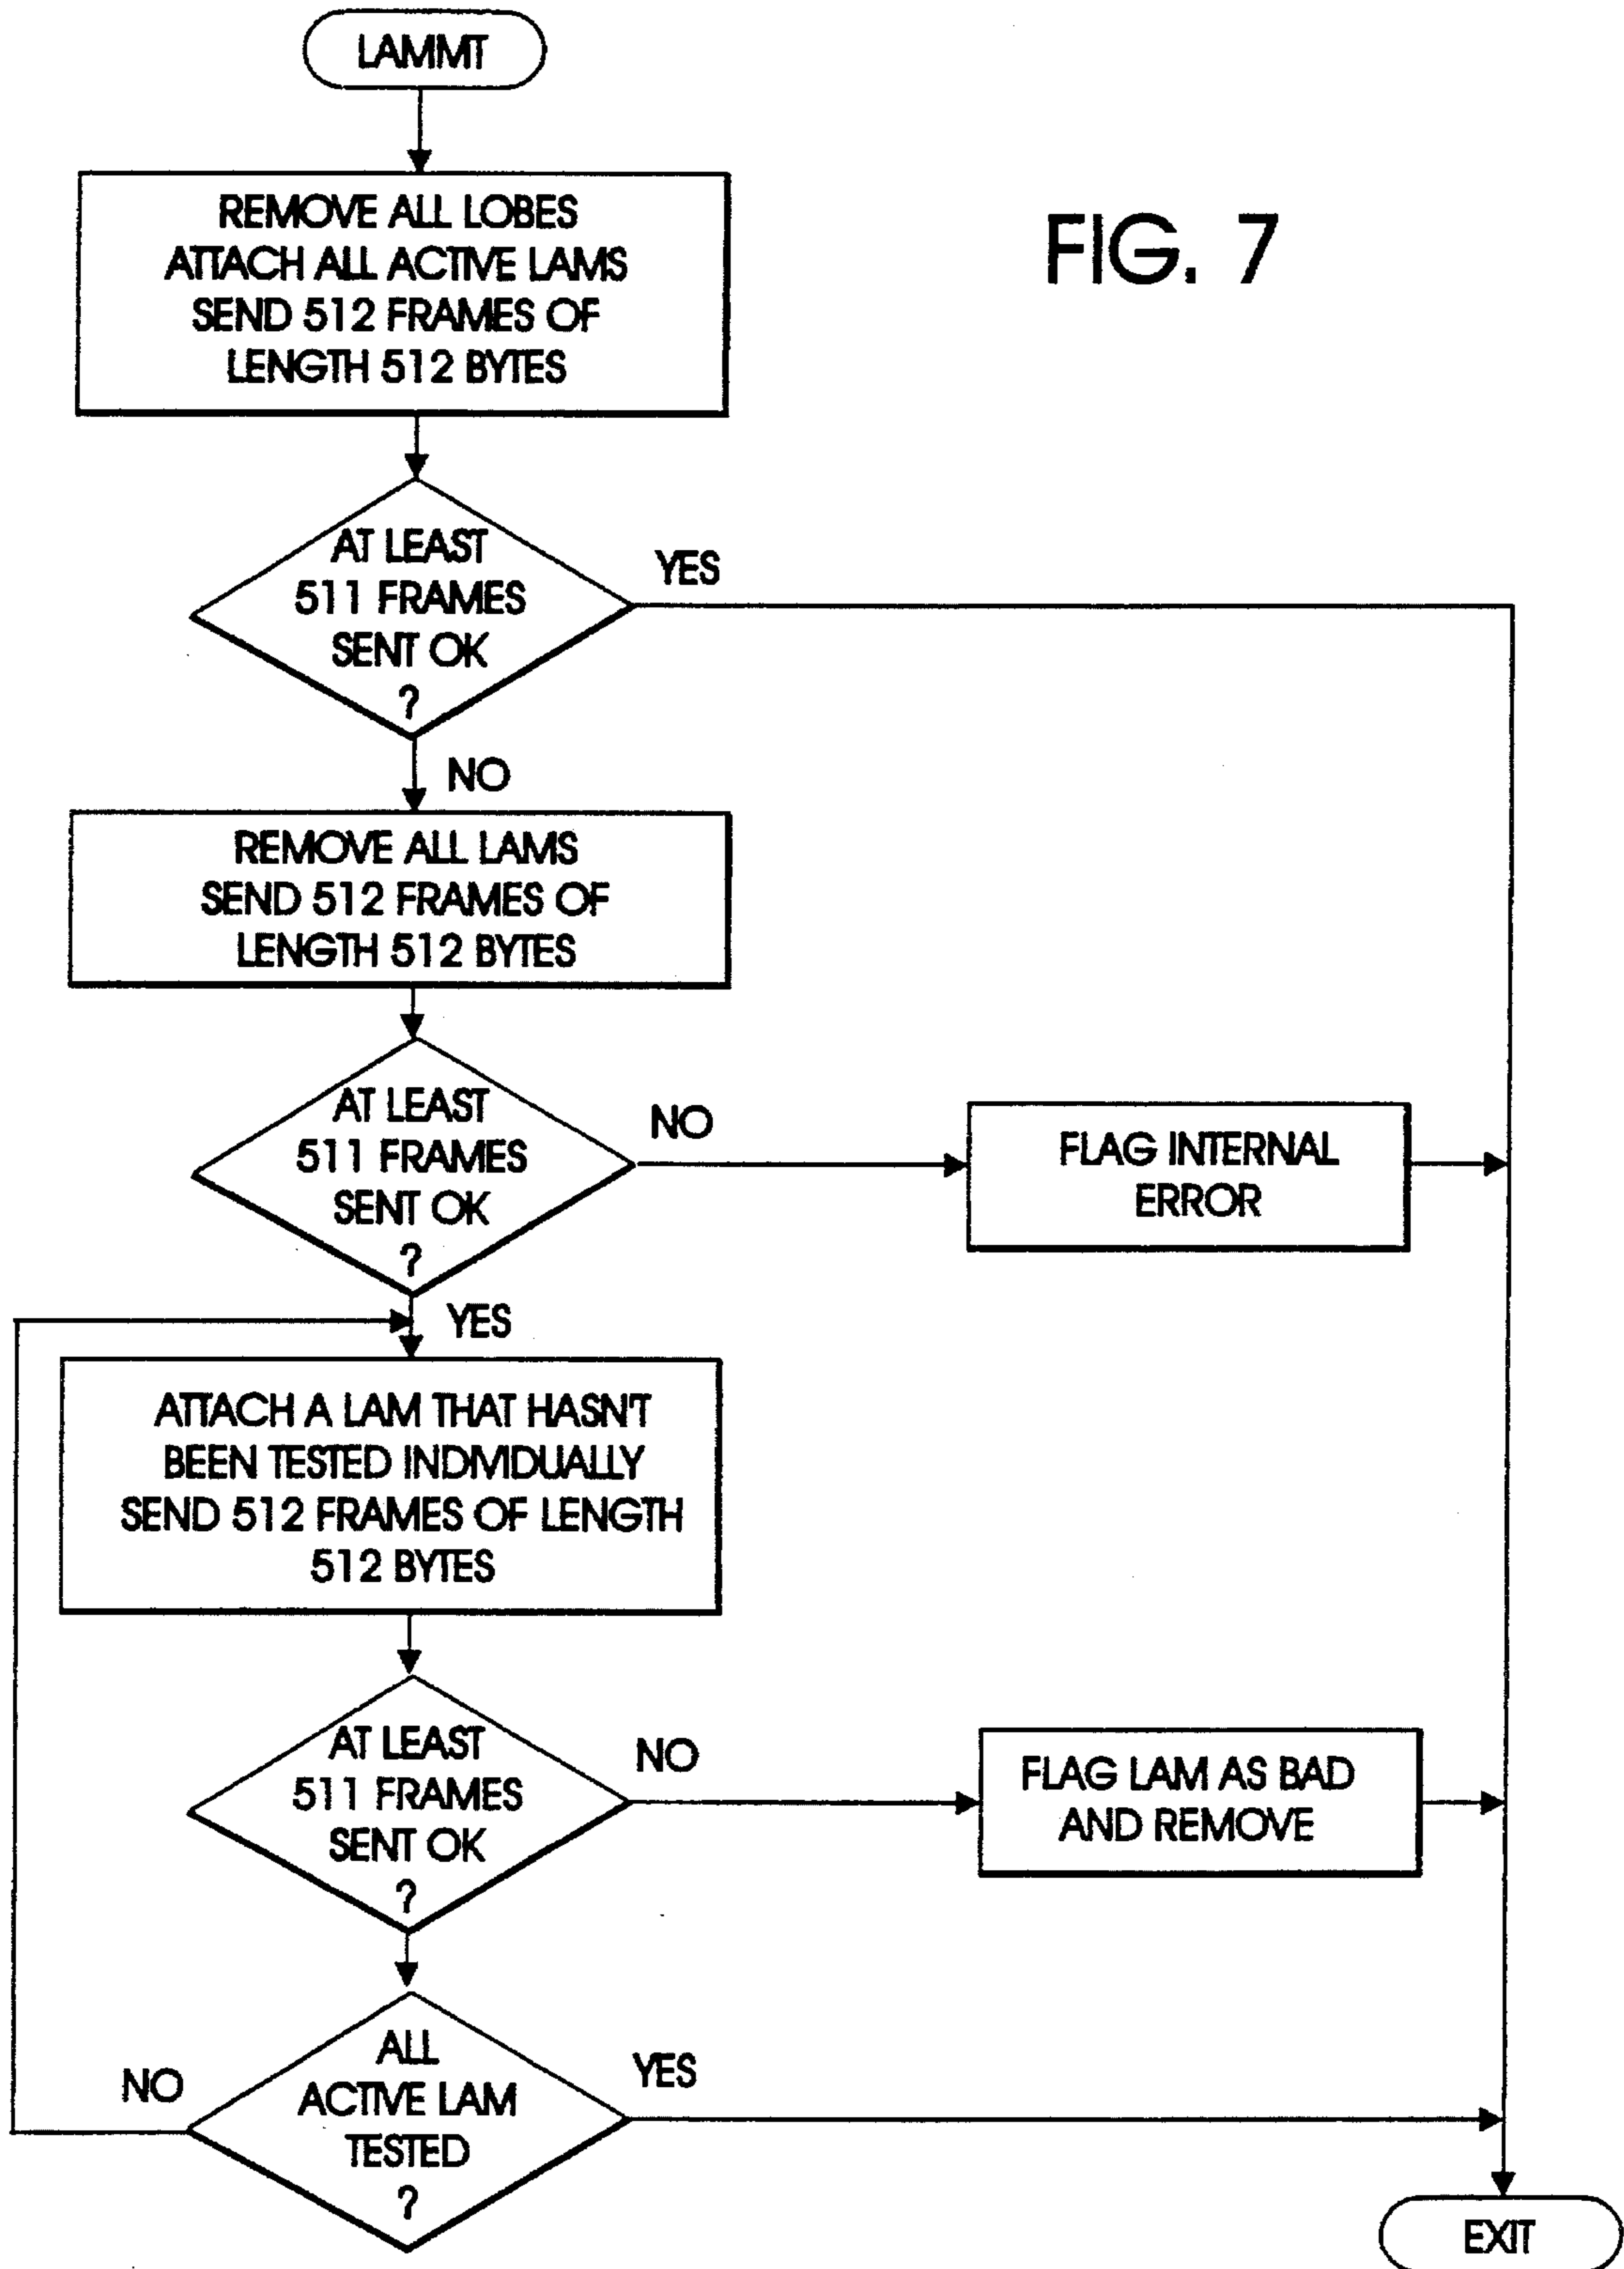 LAMMT
REMOVE ALL LOBES
ATTACH ALL ACTIVE LAMS
SEND 512 FRAMES OF
LENGTH 512 BYTES
FIG. 7
AT LEAST
511 FRAMES
SENT OK
?
YES
NO
REMOVE ALL LAMS
SEND 512 FRAMES OF
LENGTH 512 BYTES
AT LEAST
511 FRAMES
SENT OK
?
NO
FLAG INTERNAL
ERROR
YES
ATTACH A LAM THAT HASN'T
BEEN TESTED INDIVIDUALLY
SEND 512 FRAMES OF LENGTH
512 BYTES
AT LEAST
511 FRAMES
SENT OK
?
NO
FLAG LAM AS BAD
AND REMOVE
ALL
ACTIVE LAM
TESTED
?
NO
YES
EXIT